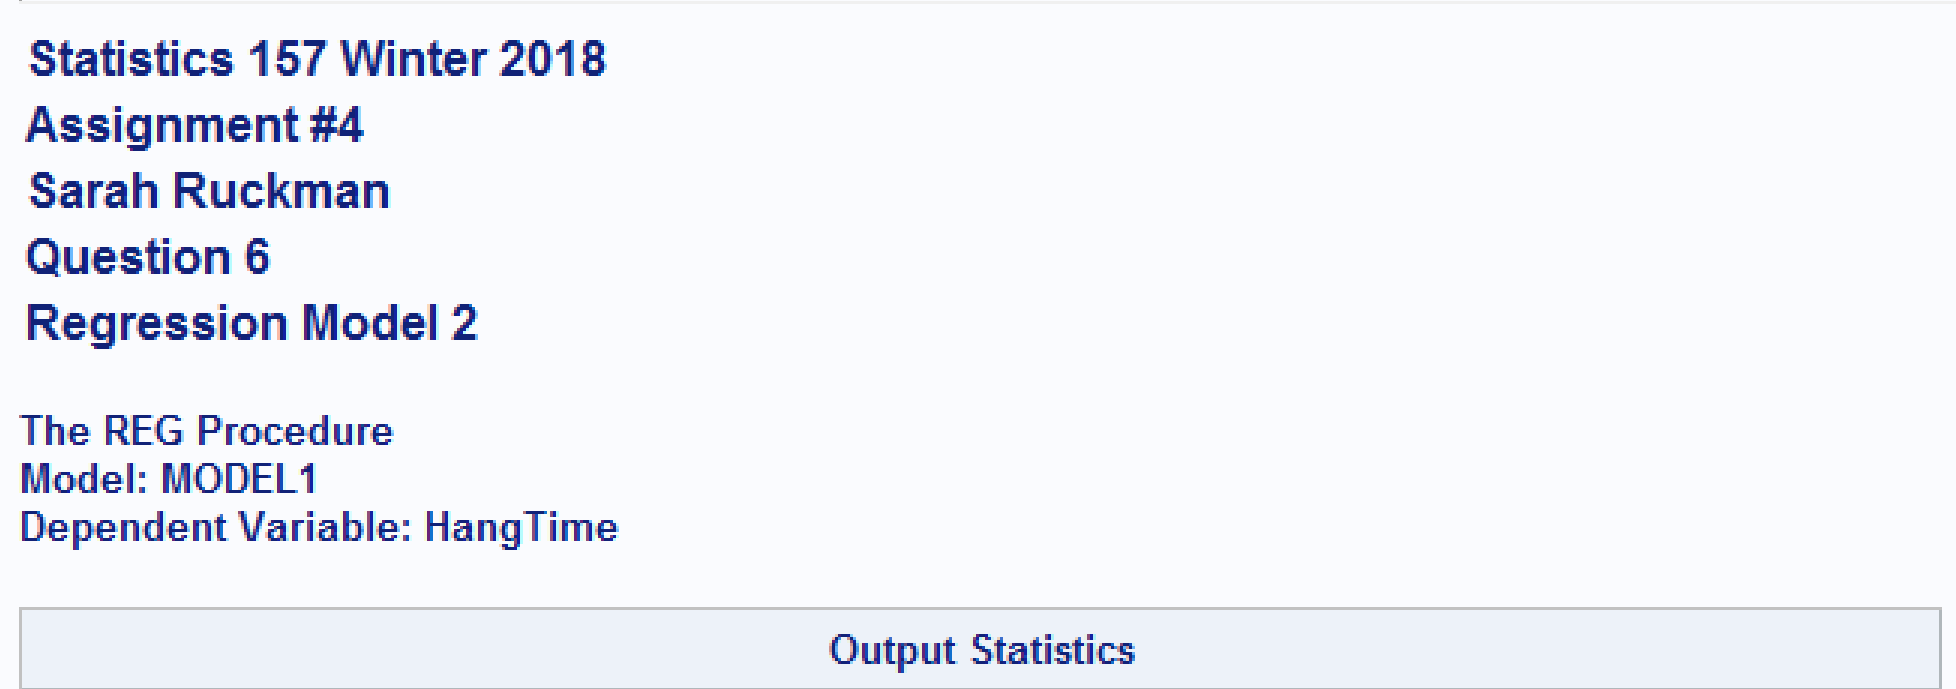 Statistics 157 Winter 2018
Assignment #4
Sarah Ruckman
Question 6
Regression Model 2
The REG Procedure
Model: MODEL1
Dependent Variable: HangTime
Output Statistics